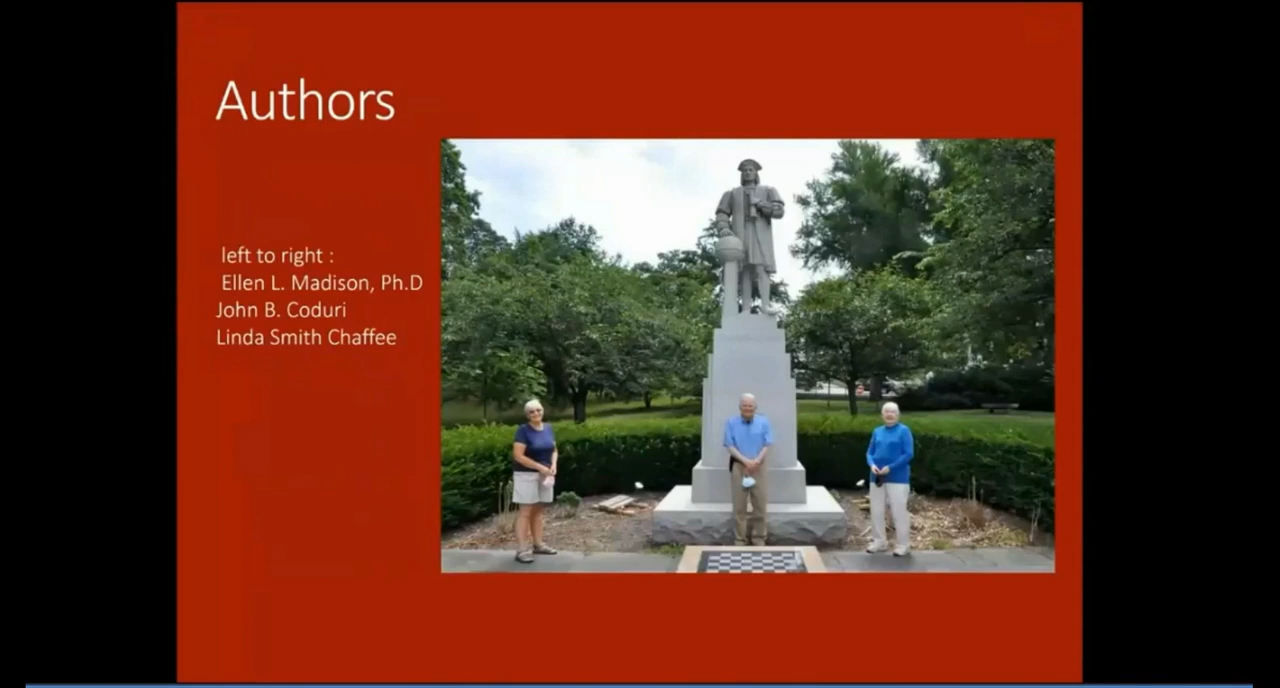 Authors
left to right :
Ellen L. Madison, Ph.D
John B. Coduri
Linda Smith Chaffee